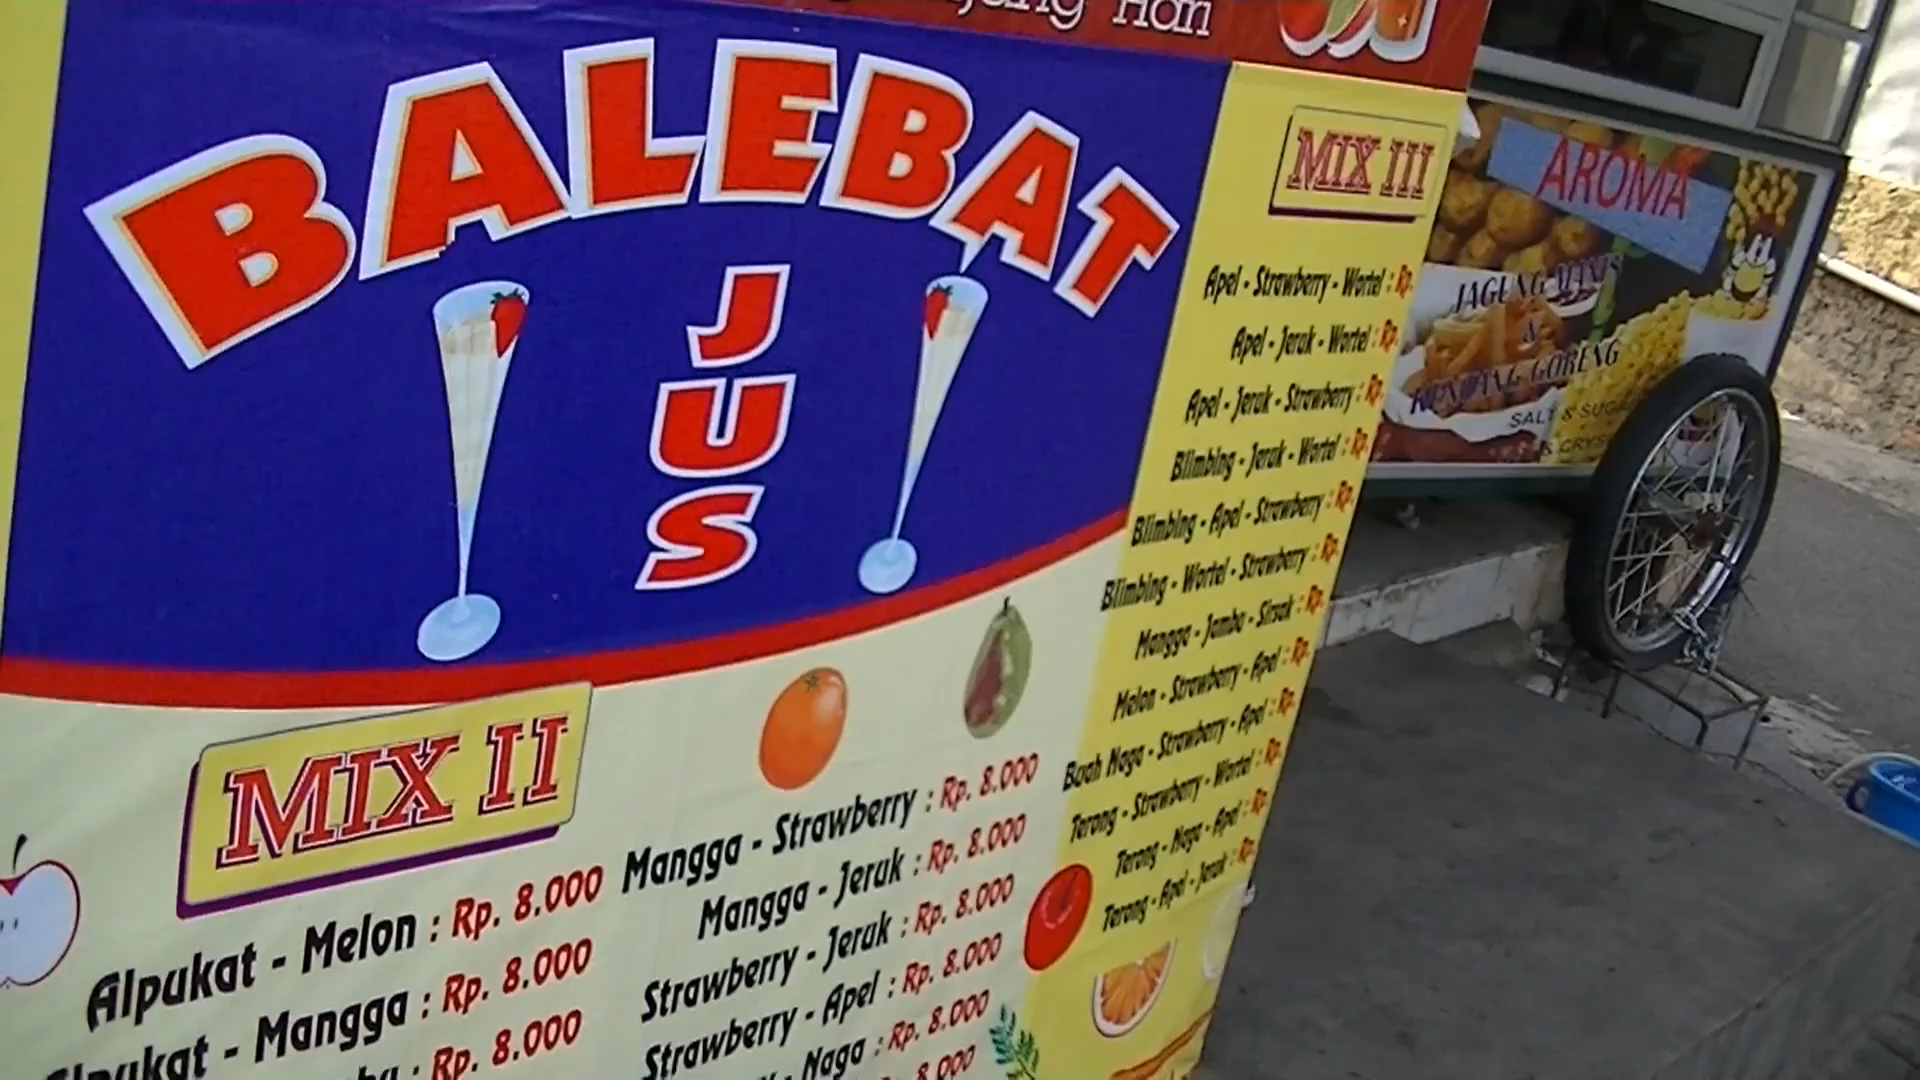 Hari
BALEBAT
JUS
MIX II
Alpukat - Melon : Rp. 8.000
Alpukat - Mangga : Rp. 8.000
Rp. 8.000
Mangga - Strawberry : Rp. 8.000
Mangga - Jeruk : Rp. 8.000
Strawberry - Jeruk : Rp. 8.000
Strawberry - Apel : Rp. 8.000
- Naga : Rp. 8.000
Rp. 8.000
MIX III
Apel - Strawberry - Wortel : Rp.
Apel - Jeruk - Wortel : Rp.
Apel - Jeruk - Strawberry : Rp.
Blimbing - Jeruk - Wortel : Rp.
Blimbing - Apel - Strawberry : Rp.
Blimbing - Wortel - Strawberry : Rp.
Mangga - Jambu - Sirsak : Rp.
Melon - Strawberry - Apel : Rp.
Buah Naga - Strawberry - Apel : Rp.
Terong - Strawberry - Wortel : Rp.
Terong - Naga - Apel : Rp.
Terong - Apel - Jeruk : Rp.
AROMA
JAGUNG MANIS
&
KENTANG GORENG
SALT & SUGAR